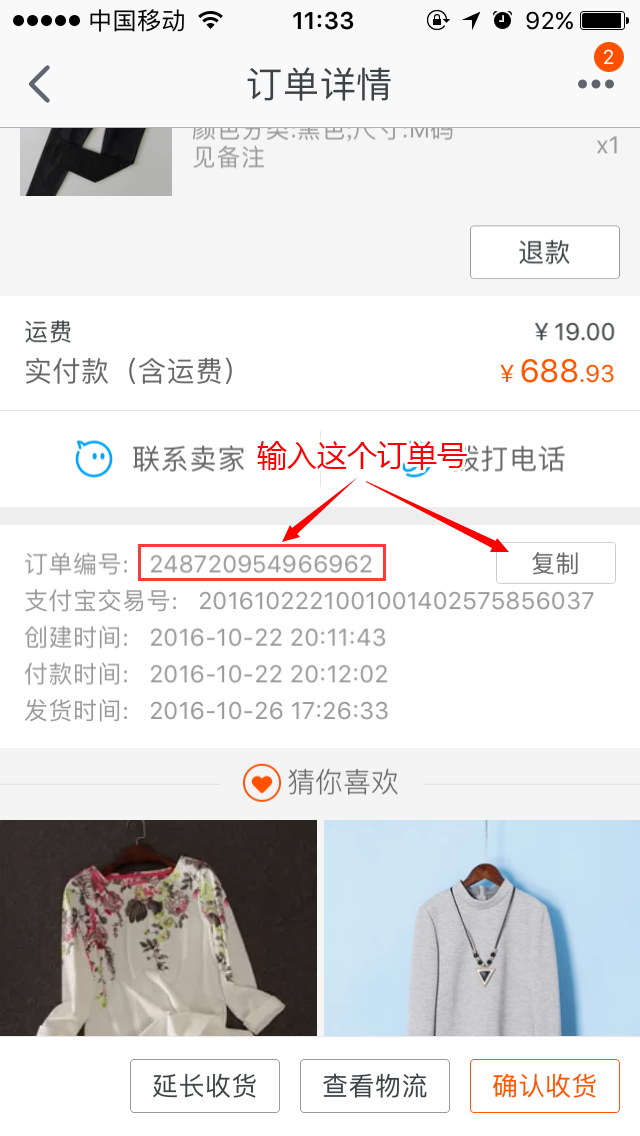 中国移动 11:33 92%
2
订单详情
颜色分类:黑色;尺寸:M码
见备注
x1
退款
运费 ¥19.00
实付款（含运费） ¥688.93
联系卖家 输入这个订单号 拨打电话
订单编号: 248720954966962 复制
支付宝交易号: 2016102221001001402575856037
创建时间: 2016-10-22 20:11:43
付款时间: 2016-10-22 20:12:02
发货时间: 2016-10-26 17:26:33
猜你喜欢
延长收货 查看物流 确认收货